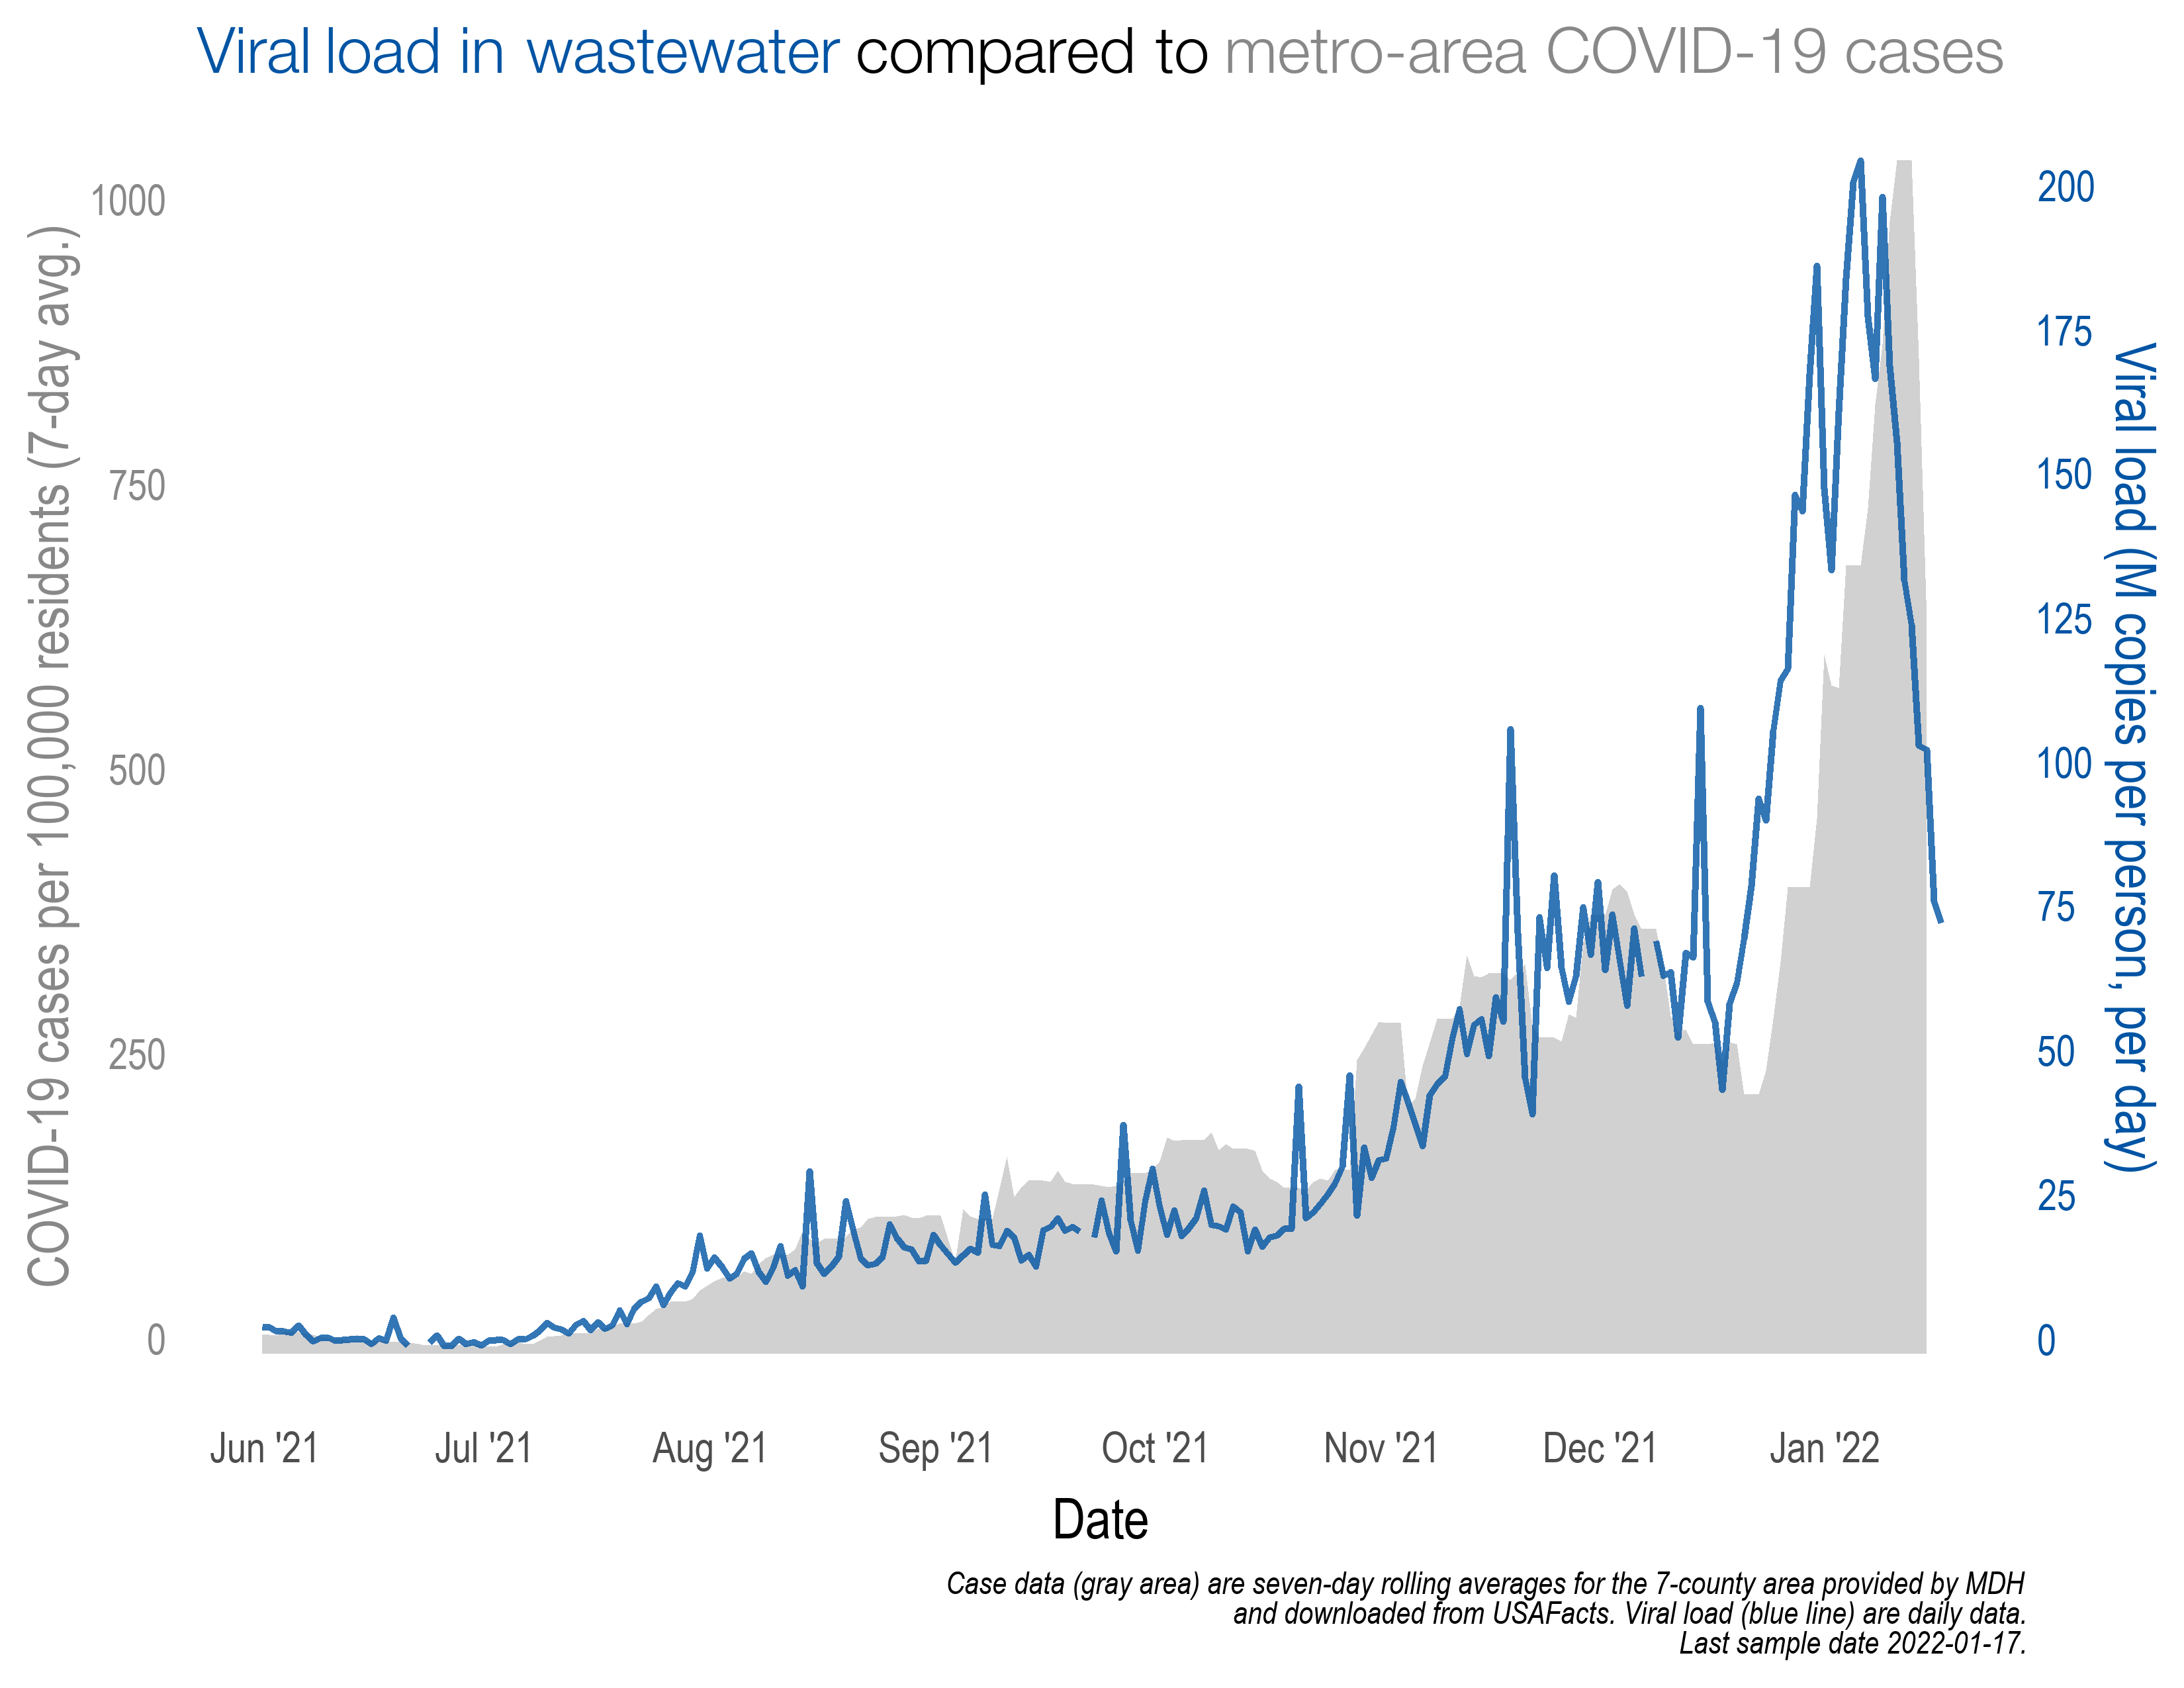 Viral load in wastewater compared to metro-area COVID-19 cases
COVID-19 cases per 100,000 residents (7-day avg.)
1000
750
500
250
0
200
175
150
125
100
75
50
25
0
Viral load (M copies per person, per day))
Jun '21
Jul '21
Aug '21
Sep '21
Oct '21
Nov '21
Dec '21
Jan '22
Date
Case data (gray area) are seven-day rolling averages for the 7-county area provided by MDH
and downloaded from USAFacts. Viral load (blue line) are daily data.
Last sample date 2022-01-17.